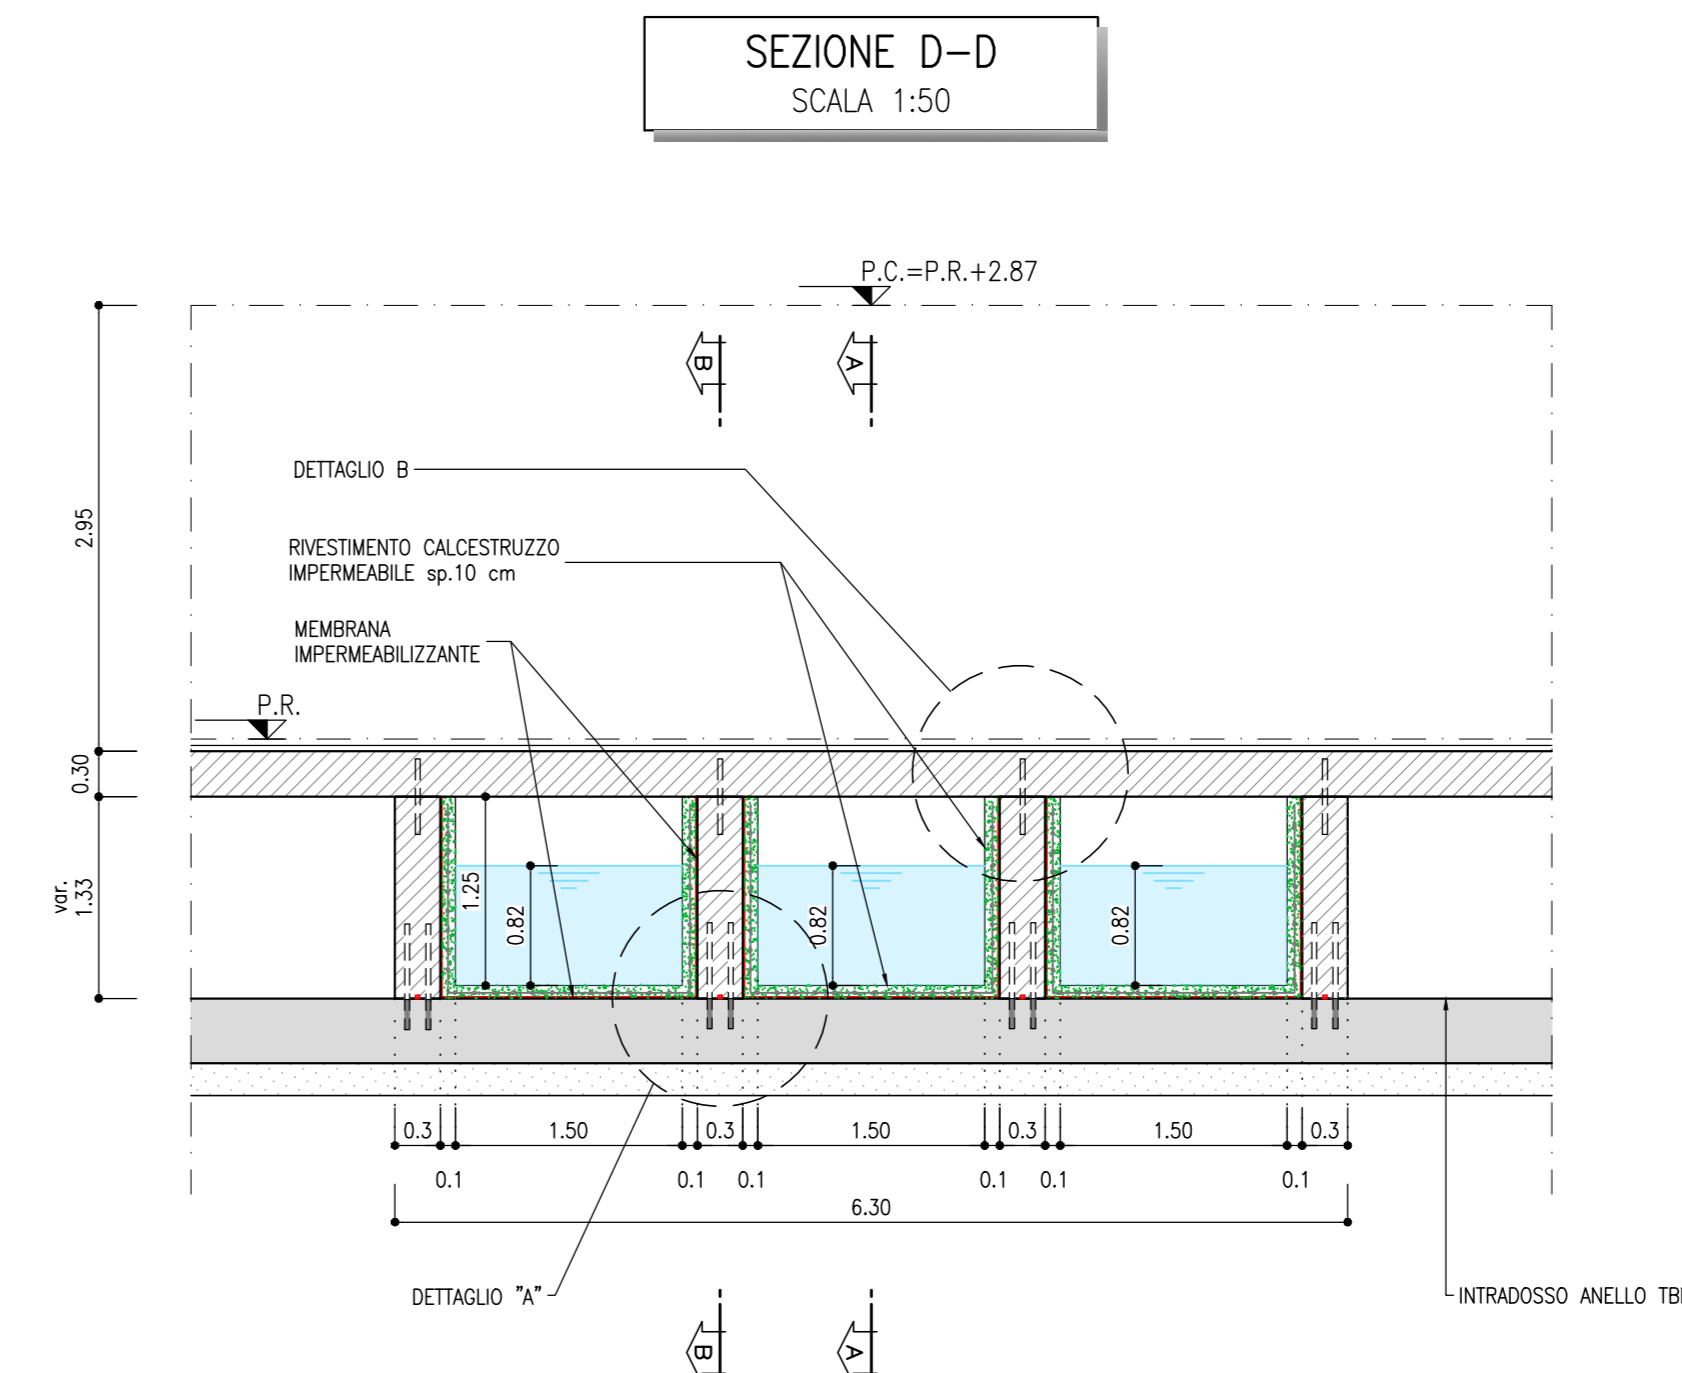 SEZIONE D-D
SCALA 1:50
P.C.=P.R.+2.87
B
A
DETTAGLIO B
2.95
RIVESTIMENTO CALCESTRUZZO
IMPERMEABILE sp.10 cm
MEMBRANA
IMPERMEABILIZZANTE
P.R.
0.30
var.
1.33
1.25
0.82
0.82
0.82
0.3
1.50
0.3
1.50
0.3
1.50
0.3
0.1
0.1
0.1
0.1
0.1
0.1
6.30
DETTAGLIO "A"
INTRADOSSO ANELLO
B
A